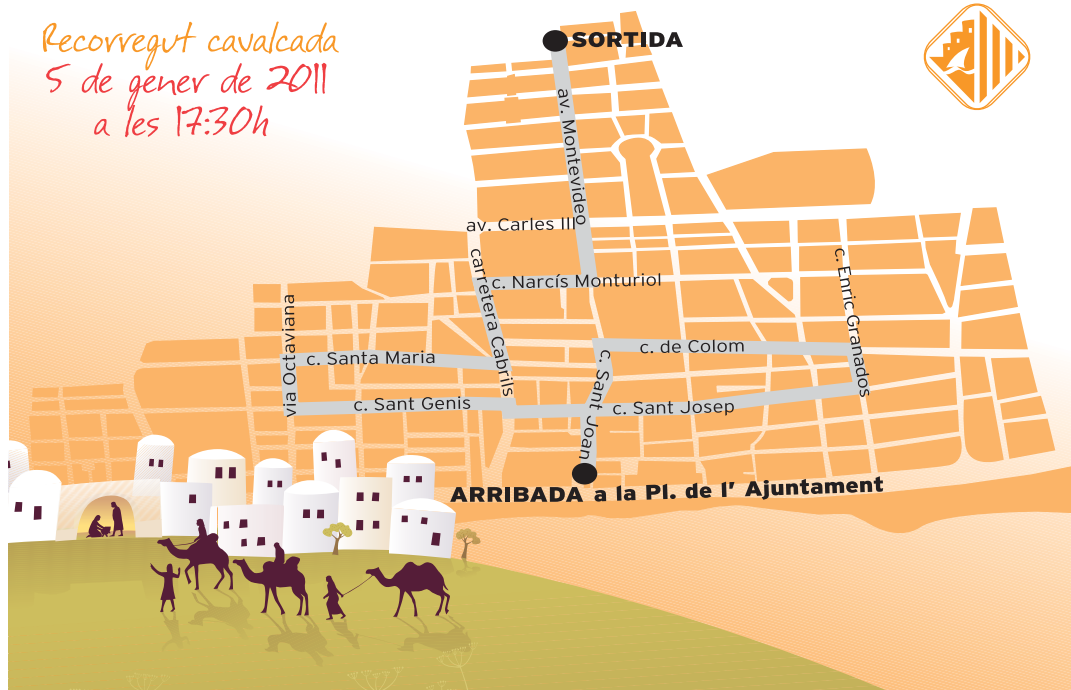 Recorregut cavalcada
5 de gener de 2011
a les 17:30h
SORTIDA
av. Montevideo
av. Carles III
carretera Cabrils
c. Narcís Monturiol
c. Enric Granados
via Octaviana
c. Santa Maria
c. de Colom
c. Sant Joan
c. Sant Genis
c. Sant Josep
ARRIBADA a la Pl. de l' Ajuntament